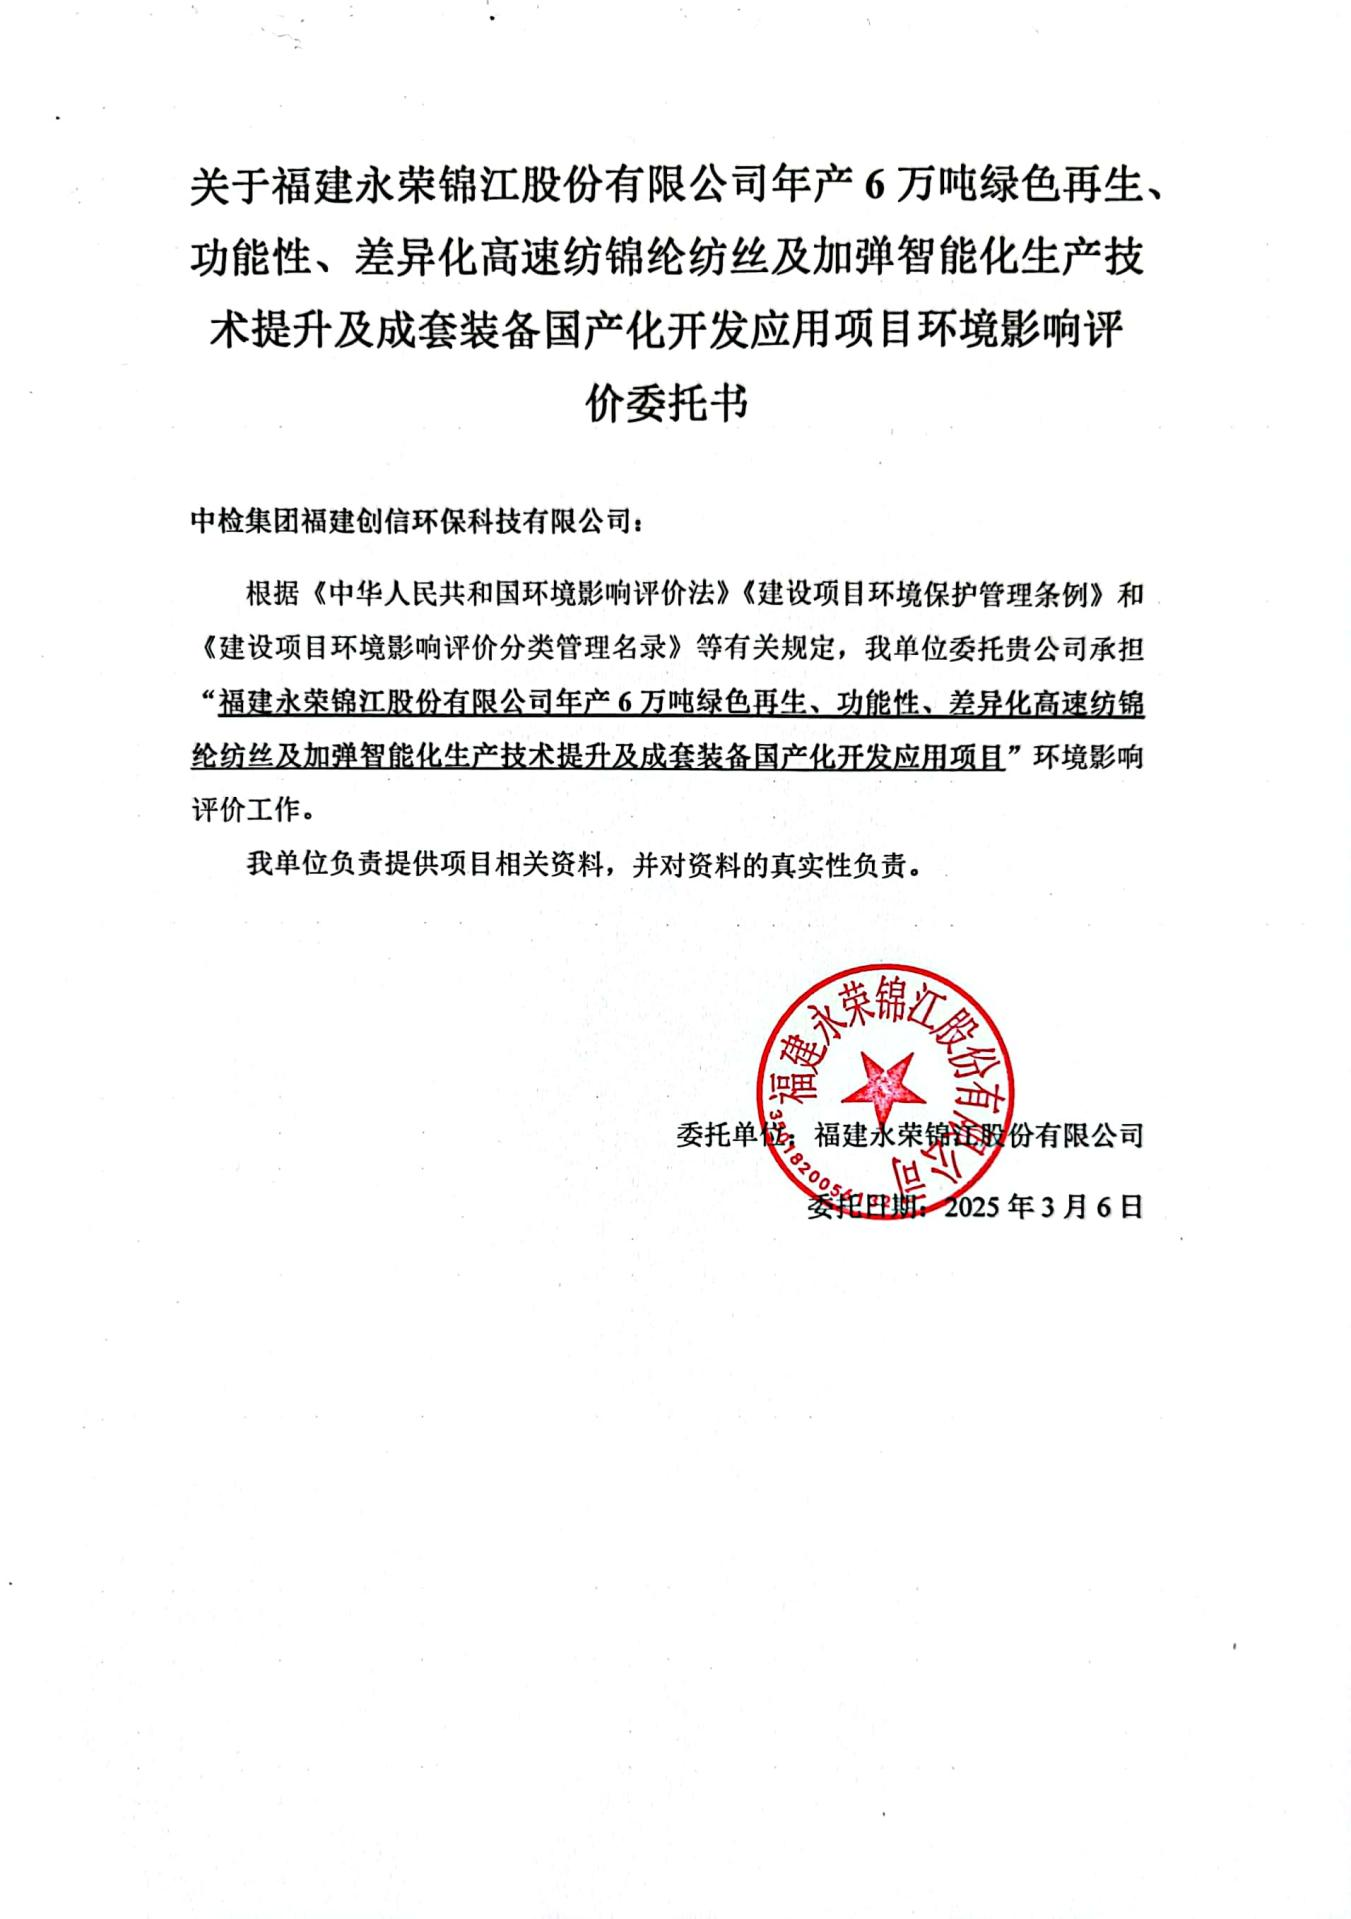 关于福建永荣锦江股份有限公司年产 6 万吨绿色再生、
功能性、差异化高速纺锦纶纺丝及加弹智能化生产技
术提升及成套装备国产化开发应用项目环境影响评
价委托书
中检集团福建创信环保科技有限公司：
根据《中华人民共和国环境影响评价法》《建设项目环境保护管理条例》和
《建设项目环境影响评价分类管理名录》等有关规定，我单位委托贵公司承担
“福建永荣锦江股份有限公司年产 6 万吨绿色再生、功能性、差异化高速纺锦
纶纺丝及加弹智能化生产技术提升及成套装备国产化开发应用项目”环境影响
评价工作。
我单位负责提供项目相关资料，并对资料的真实性负责。
福建永荣锦江股份有限公司
委托单位：福建永荣锦江股份有限公司
委托日期：2025 年 3 月 6 日